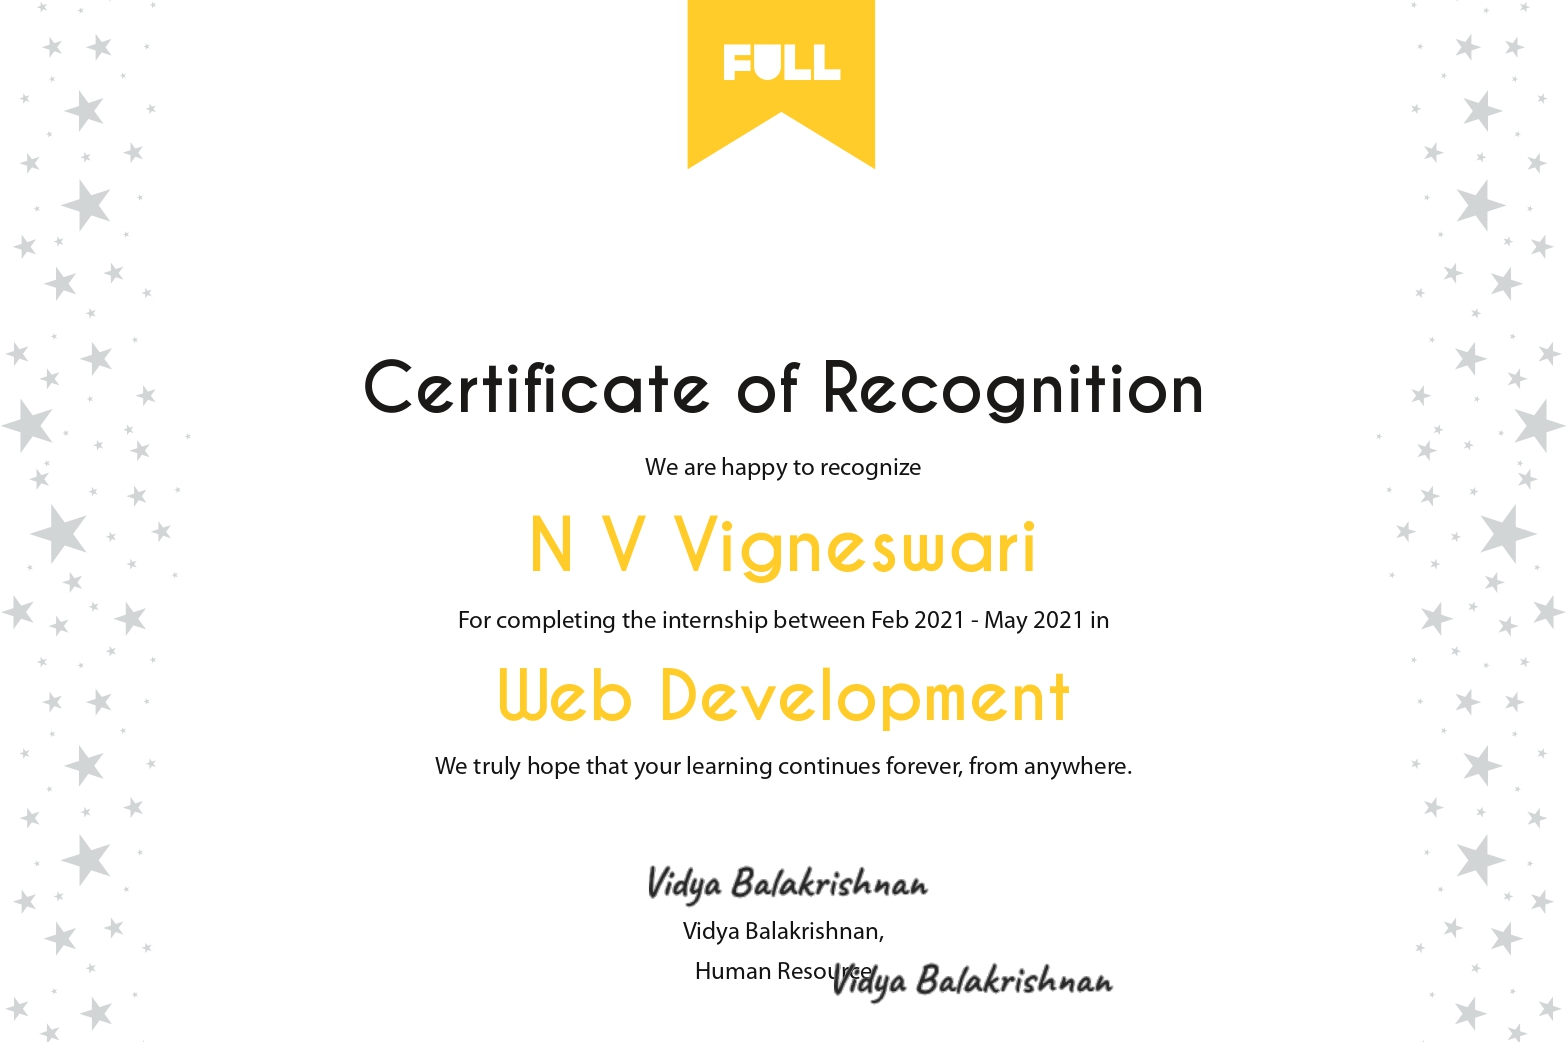 FULL
Certificate of Recognition
We are happy to recognize
N V Vigneswari
For completing the internship between Feb 2021 - May 2021 in
Web Development
We truly hope that your learning continues forever, from anywhere.
Vidya Balakrishnan
Vidya Balakrishnan,
Human Resource
Vidya Balakrishnan